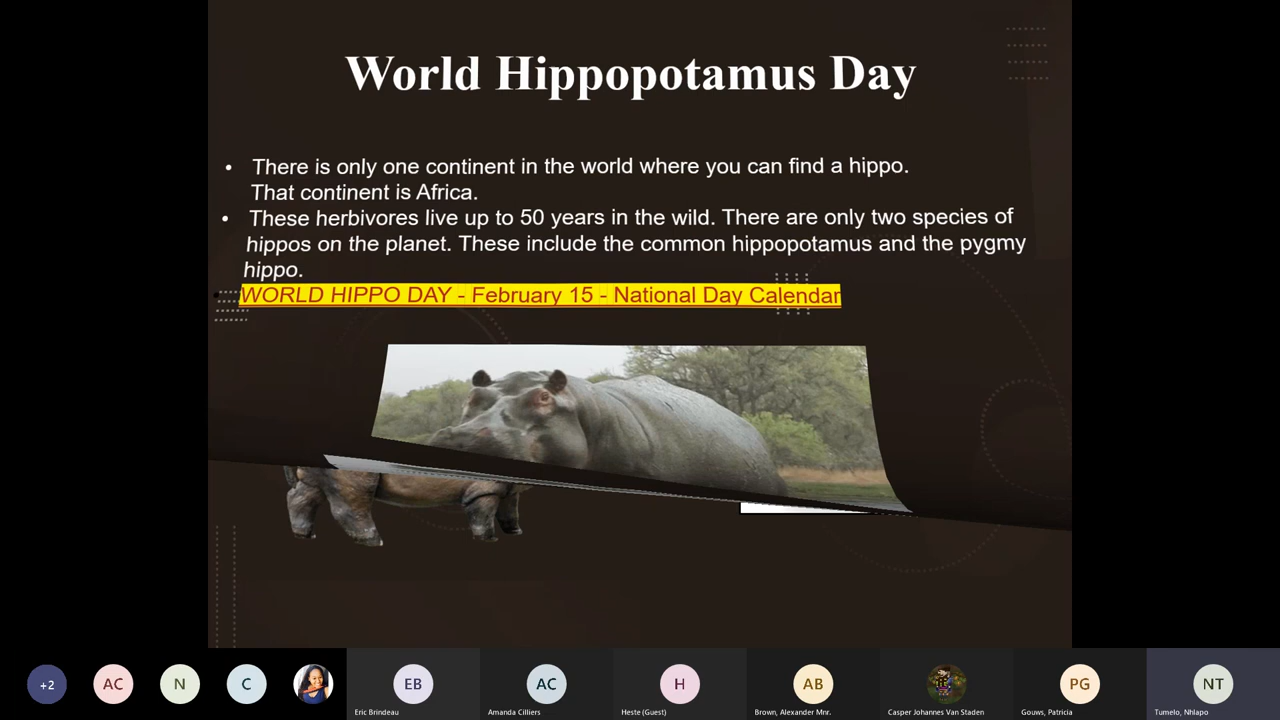 World Hippopotamus Day
• There is only one continent in the world where you can find a hippo.
That continent is Africa.
• These herbivores live up to 50 years in the wild. There are only two species of
hippos on the planet. These include the common hippopotamus and the pygmy
hippo.
• WORLD HIPPO DAY - February 15 - National Day Calendar
+2
AC
N
C
EB
AC
H
AB
PG
NT
Eric Brindeau
Amanda Cilliers
Heste (Guest)
Brown, Alexander Mnr.
Casper Johannes Van Staden
Gouws, Patricia
Tumelo, Nhlapo